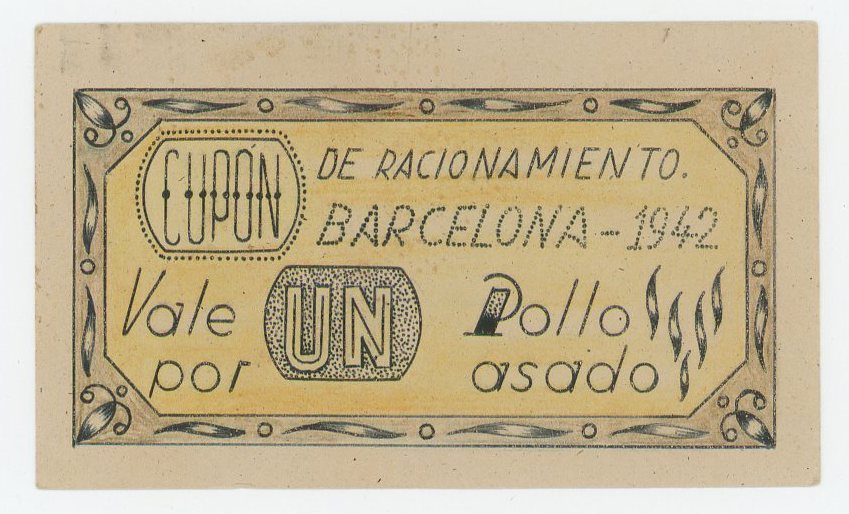 CUPÓN DE RACIONAMIENTO.
BARCELONA - 1942
Vale UN Pollo
por asado